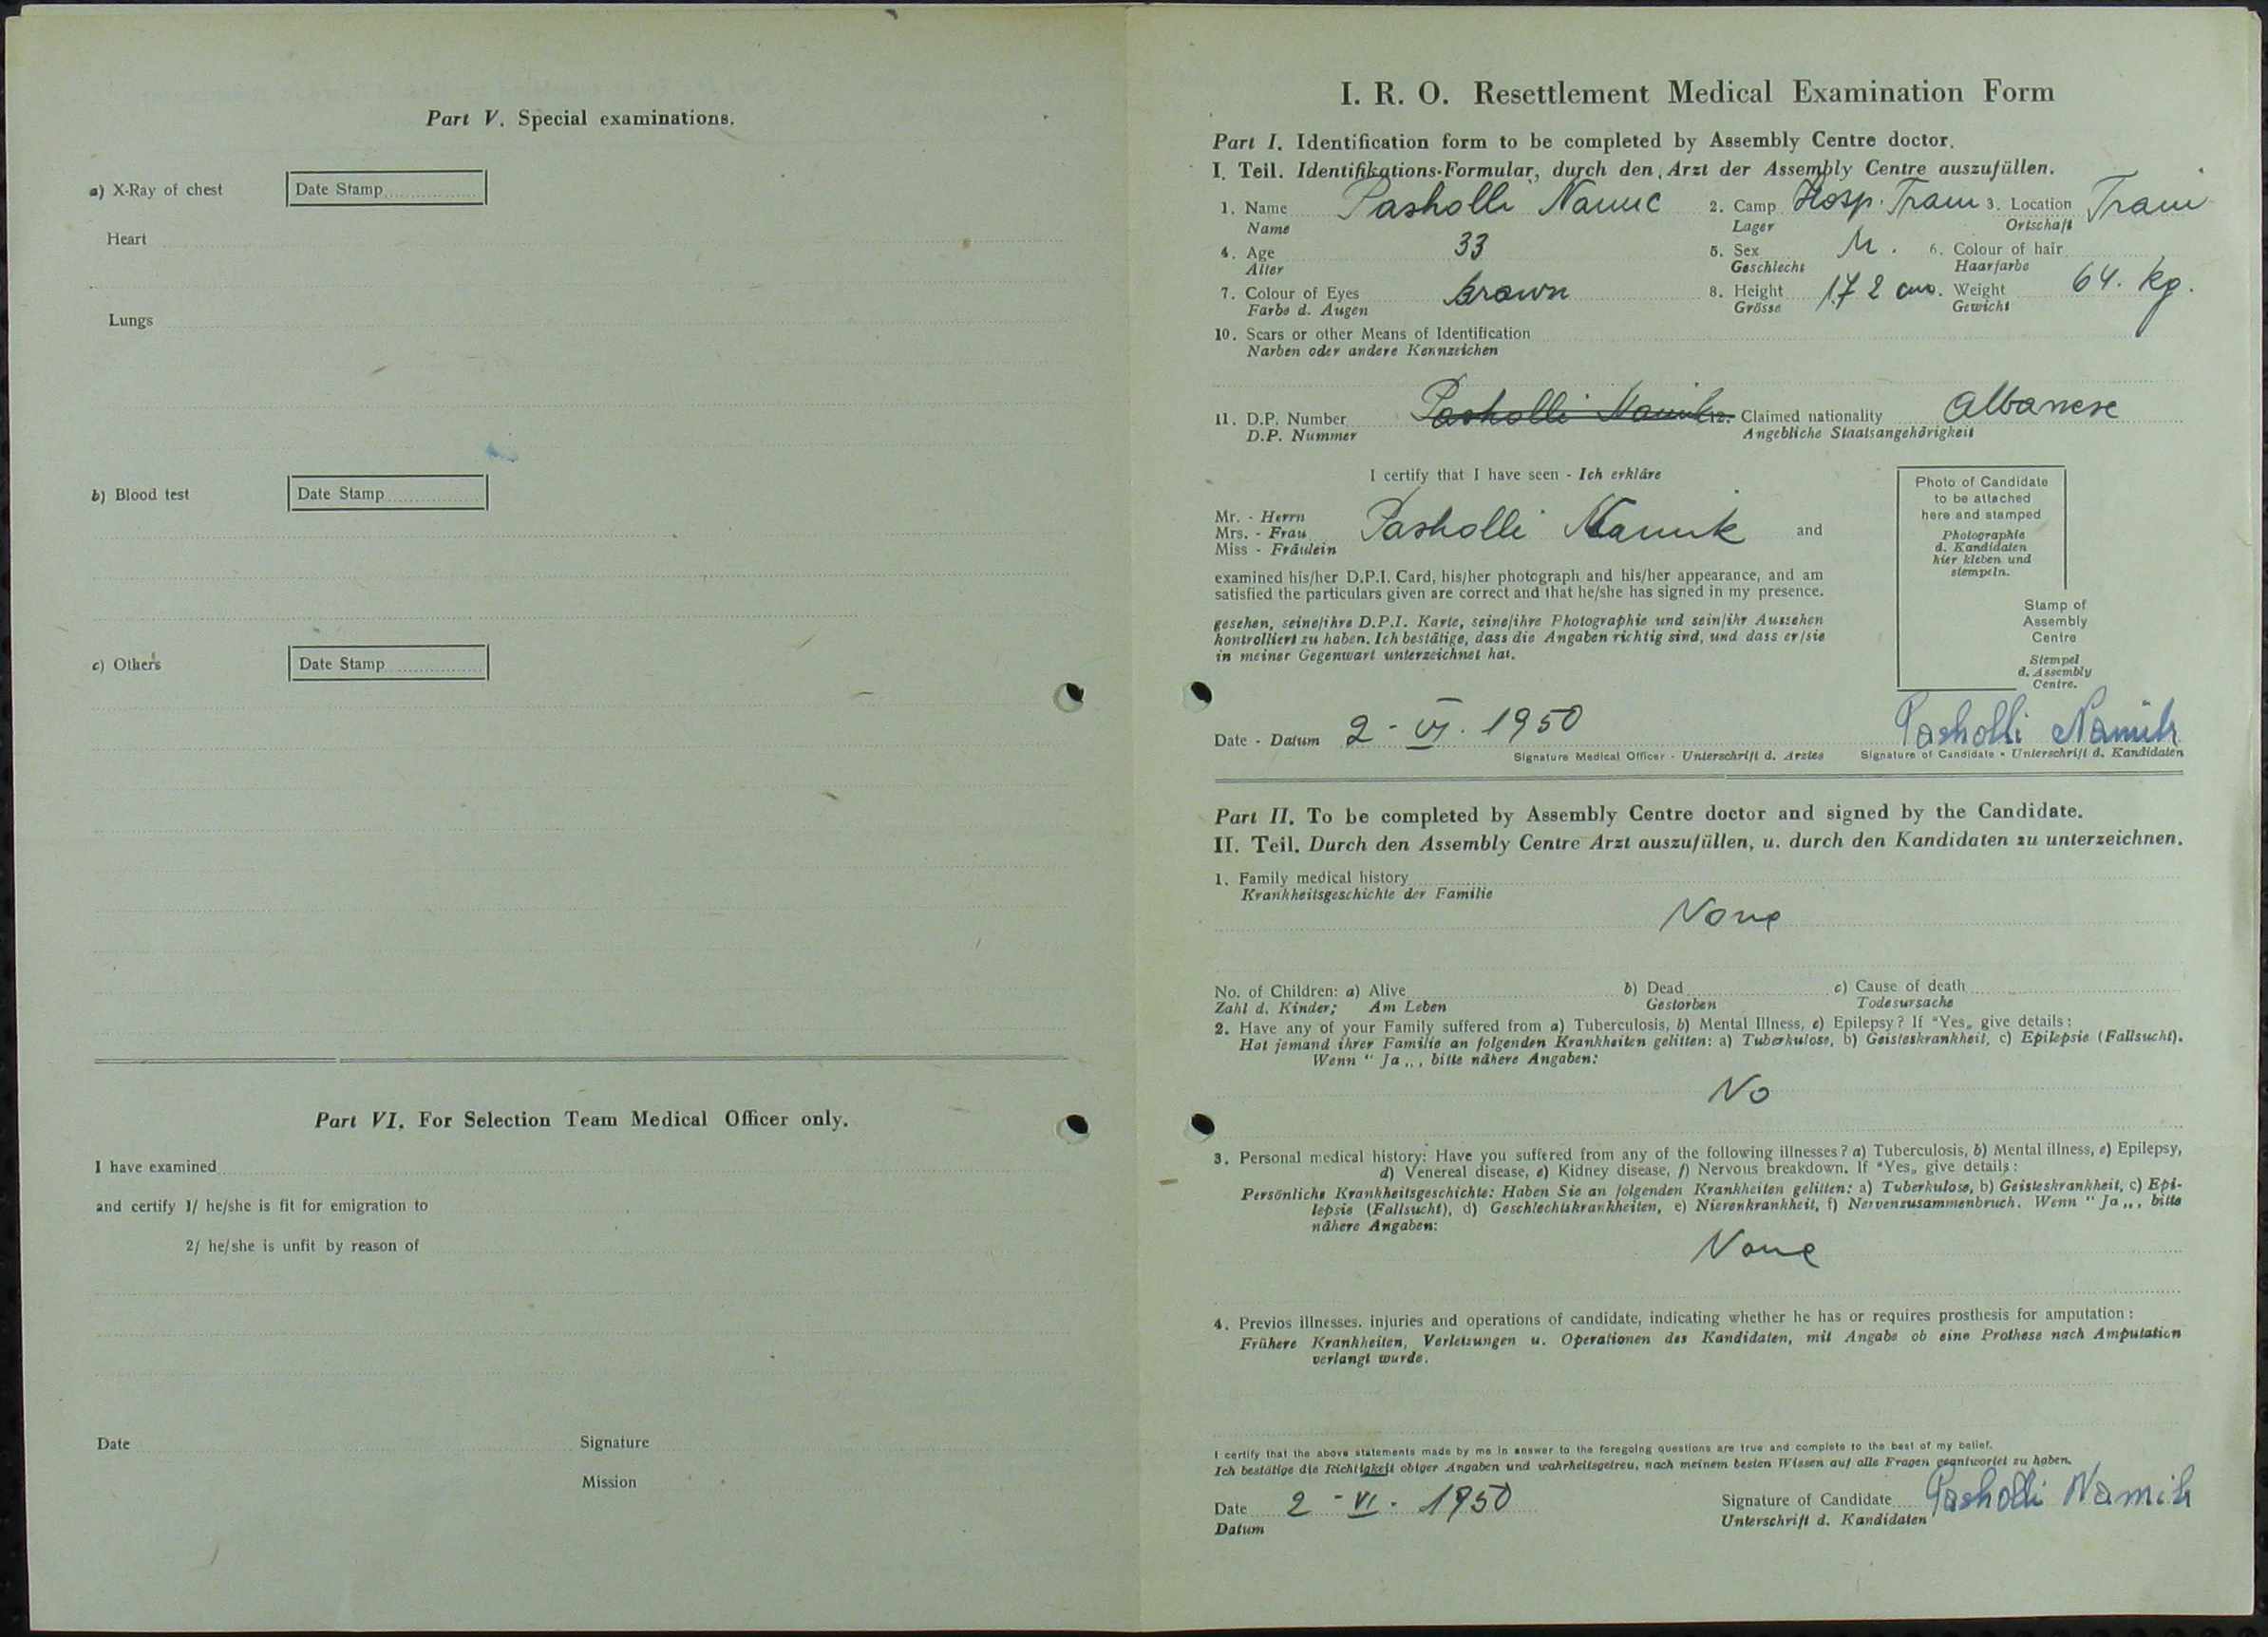 Part V. Special examinations.
a) X-Ray of chest
Date Stamp
Heart
Lungs
b) Blood test
Date Stamp
c) Others
Date Stamp
Part VI. For Selection Team Medical Officer only.
I have examined
and certify 1/ he/she is fit for emigration to
2/ he/she is unfit by reason of
Date
Signature
Mission
I. R. O. Resettlement Medical Examination Form
Part I. Identification form to be completed by Assembly Centre doctor.
I. Teil. Identifikations-Formular, durch den Arzt der Assembly Centre auszufüllen.
1. Name Pasholli Namic 2. Camp Hosp. Trani 3. Location Trani
Name Lager Ortschaft
4. Age 33 5. Sex M. 6. Colour of hair
Alter Geschlecht Haarfarbe
7. Colour of Eyes Brown 8. Height 172 cm. Weight 64. kg.
Farbe d. Augen Grösse Gewicht
10. Scars or other Means of Identification
Narben oder andere Kennzeichen
11. D.P. Number Pasholli Namik 12. Claimed nationality Albanese
D.P. Nummer Angebliche Staatsangehörigkeit
I certify that I have seen - Ich erkläre
Mr. - Herrn
Mrs. - Frau Pasholli Namik and
Miss - Fräulein
examined his/her D.P.I. Card, his/her photograph and his/her appearance, and am
satisfied the particulars given are correct and that he/she has signed in my presence.
gesehen, seine/ihre D.P.I. Karte, seine/ihre Photographie und sein/ihr Aussehen
kontrolliert zu haben. Ich bestätige, dass die Angaben richtig sind, und dass er/sie
in meiner Gegenwart unterzeichnet hat.
Photo of Candidate
to be attached
here and stamped
Photographie
d. Kandidaten
hier kleben und
stempeln.
Stamp of
Assembly
Centre
Stempel
d. Assembly
Centre.
Date - Datum 2 - VI. 1950 Pasholli Namik
Signature Medical Officer - Unterschrift d. Arztes Signature of Candidate - Unterschrift d. Kandidaten
Part II. To be completed by Assembly Centre doctor and signed by the Candidate.
II. Teil. Durch den Assembly Centre Arzt auszufüllen, u. durch den Kandidaten zu unterzeichnen.
1. Family medical history
Krankheitsgeschichte der Familie
None
No. of Children: a) Alive b) Dead c) Cause of death
Zahl d. Kinder; Am Leben Gestorben Todesursache
2. Have any of your Family suffered from a) Tuberculosis, b) Mental Illness, c) Epilepsy? If "Yes„ give details:
Hat jemand ihrer Familie an folgenden Krankheiten gelitten: a) Tuberkulose, b) Geisteskrankheit, c) Epilepsie (Fallsucht).
Wenn " Ja „, bitte nähere Angaben:
No
3. Personal medical history: Have you suffered from any of the following illnesses? a) Tuberculosis, b) Mental illness, c) Epilepsy,
d) Venereal disease, e) Kidney disease, f) Nervous breakdown. If "Yes„ give details:
Persönliche Krankheitsgeschichte: Haben Sie an folgenden Krankheiten gelitten: a) Tuberkulose, b) Geisteskrankheit, c) Epi-
lepsie (Fallsucht), d) Geschlechtskrankheiten, e) Nierenkrankheit, f) Nervenzusammenbruch. Wenn " Ja „, bitte
nähere Angaben:
None
4. Previos illnesses. injuries and operations of candidate, indicating whether he has or requires prosthesis for amputation:
Frühere Krankheiten, Verletzungen u. Operationen des Kandidaten, mit Angabe ob eine Prothese nach Amputation
verlangt wurde.
I certify that the above statements made by me in answer to the foregoing questions are true and complete to the best of my belief.
Ich bestätige die Richtigkeit obiger Angaben und wahrheitsgetreu, nach meinem besten Wissen auf alle Fragen geantwortet zu haben.
Date 2 - VI - 1950 Signature of Candidate Pasholli Namik
Datum Unterschrift d. Kandidaten